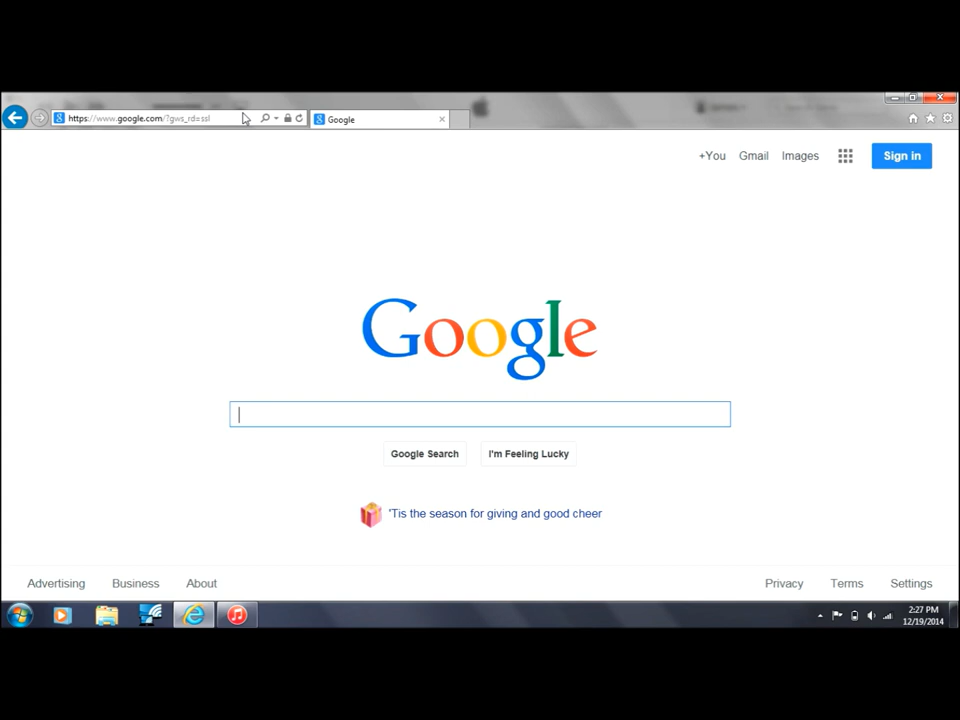 https://www.google.com/?gws_rd=ssl
Google
+You Gmail Images Sign in
Google
Google Search I'm Feeling Lucky
'Tis the season for giving and good cheer
Advertising Business About Privacy Terms Settings
2:27 PM
12/19/2014